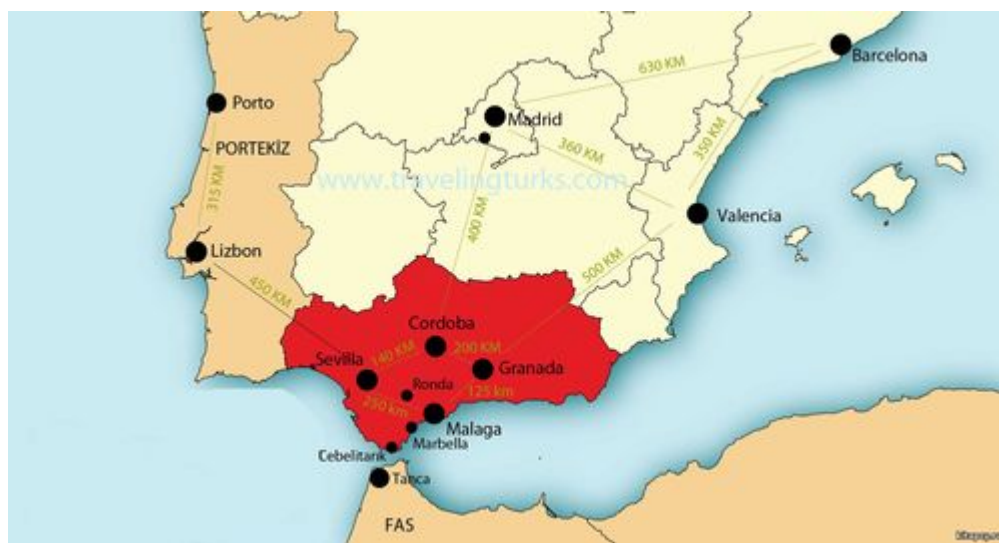 Barcelona
630 KM
Porto
Madrid
350 KM
PORTEKİZ
360 KM
www.travelingturks.com
315 KM
400 KM
Valencia
Lizbon
500 KM
450 KM
Cordoba
140 KM
200 KM
Sevilla
Granada
Ronda
125 km
250 km
Malaga
Marbella
Cebelitarık
Tanca
FAS